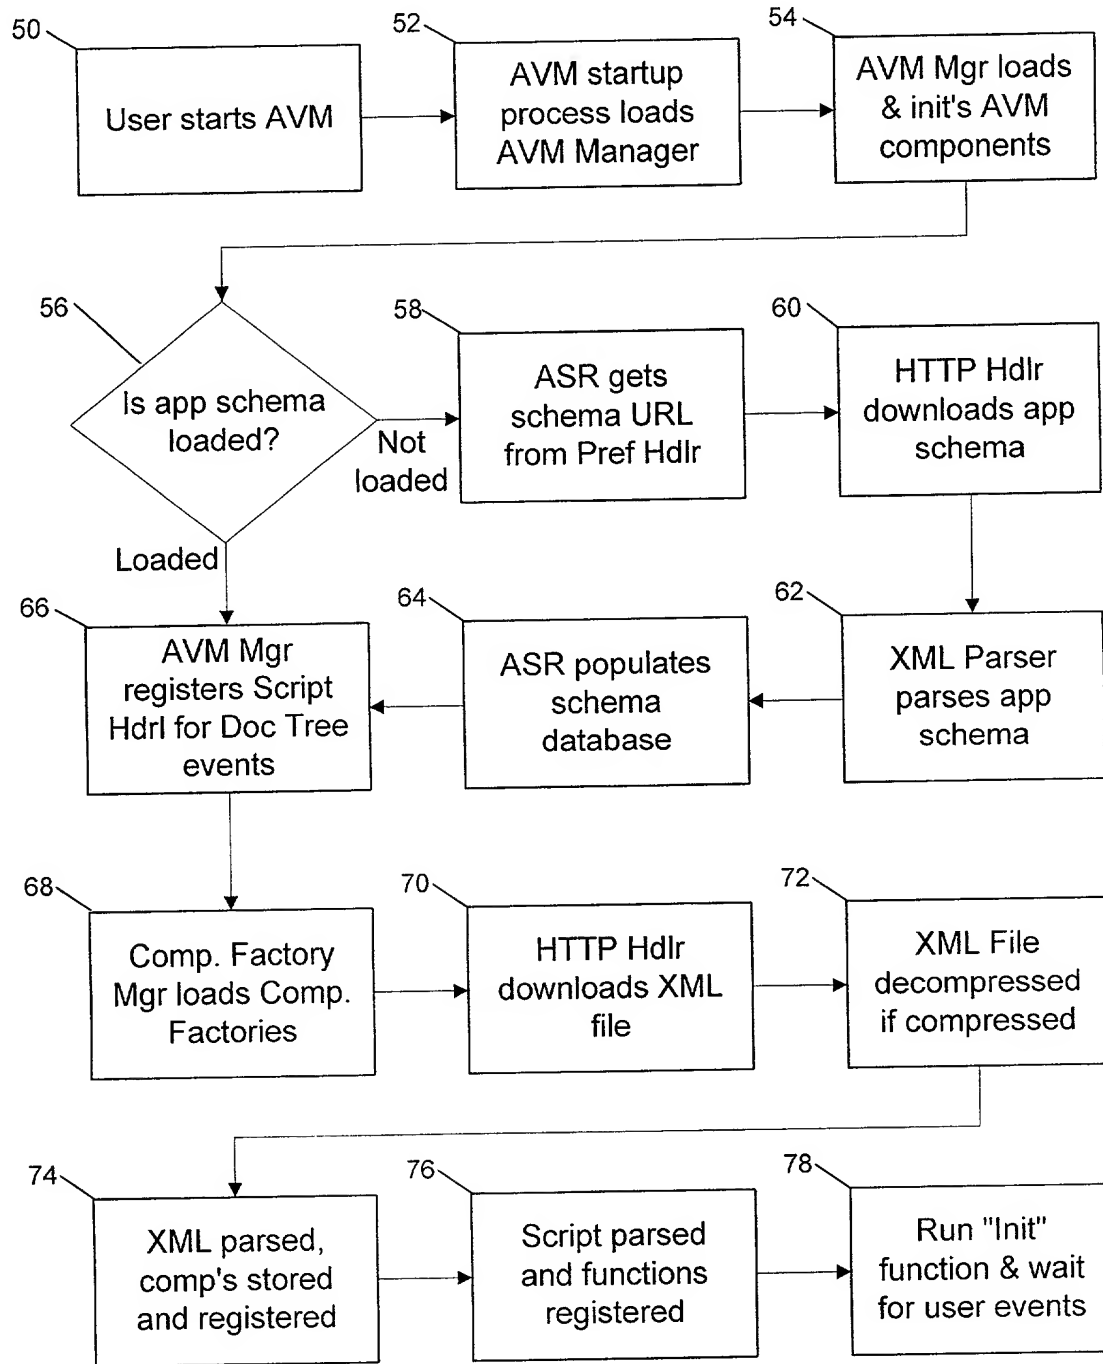 50
User starts AVM
52
AVM startup
process loads
AVM Manager
54
AVM Mgr loads
& init's AVM
components
56
Is app schema
loaded?
Not
loaded
Loaded
58
ASR gets
schema URL
from Pref Hdlr
60
HTTP Hdlr
downloads app
schema
62
XML Parser
parses app
schema
64
ASR populates
schema
database
66
AVM Mgr
registers Script
Hdrl for Doc Tree
events
68
Comp. Factory
Mgr loads Comp.
Factories
70
HTTP Hdlr
downloads XML
file
72
XML File
decompressed
if compressed
74
XML parsed,
comp's stored
and registered
76
Script parsed
and functions
registered
78
Run "Init"
function & wait
for user events